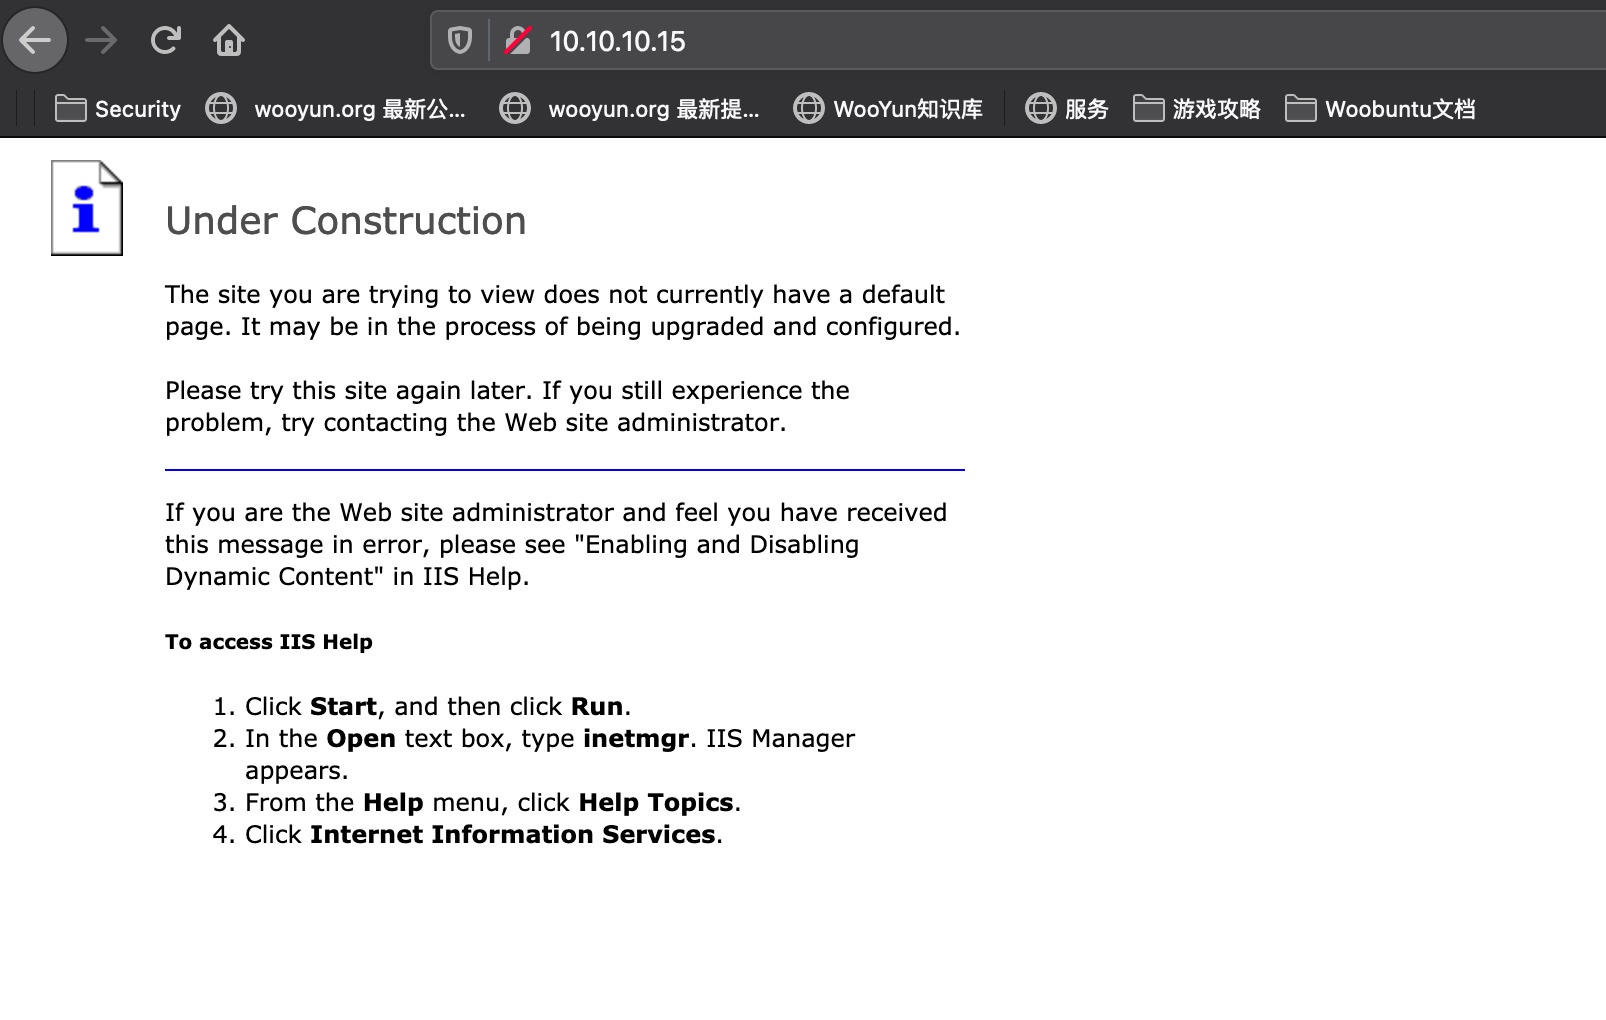 10.10.10.15
Security wooyun.org 最新公... wooyun.org 最新提... WooYun知识库 服务 游戏攻略 Woobuntu文档
Under Construction
The site you are trying to view does not currently have a default
page. It may be in the process of being upgraded and configured.
Please try this site again later. If you still experience the
problem, try contacting the Web site administrator.
If you are the Web site administrator and feel you have received
this message in error, please see "Enabling and Disabling
Dynamic Content" in IIS Help.
To access IIS Help
1. Click Start, and then click Run.
2. In the Open text box, type inetmgr. IIS Manager
appears.
3. From the Help menu, click Help Topics.
4. Click Internet Information Services.